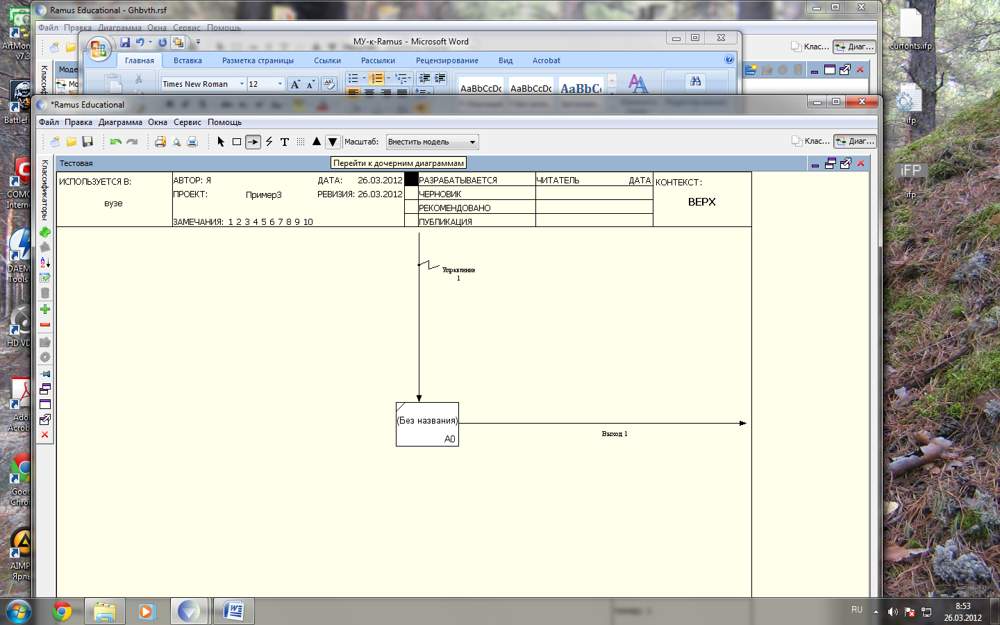 Ramus Educational - Ghbvth.rsf
Файл Правка Диаграмма Окна Сервис Помощь
МУ-к-Ramus - Microsoft Word
Главная Вставка Разметка страницы Ссылки Рассылки Рецензирование Вид Acrobat
Клас... Диаг...
Times New Roman 12
AaBbCcDc AaBbCcDc AaBbC
*Ramus Educational
Файл Правка Диаграмма Окна Сервис Помощь
Масштаб: Вместить модель
Клас... Диаг...
Тестовая
Перейти к дочерним диаграммам
Классификаторы
ИСПОЛЬЗУЕТСЯ В:
вузе
АВТОР: Я
ДАТА: 26.03.2012
ПРОЕКТ: Пример3
РЕВИЗИЯ: 26.03.2012
ЗАМЕЧАНИЯ: 1 2 3 4 5 6 7 8 9 10
РАЗРАБАТЫВАЕТСЯ
ЧЕРНОВИК
РЕКОМЕНДОВАНО
ПУБЛИКАЦИЯ
ЧИТАТЕЛЬ ДАТА
КОНТЕКСТ:
ВЕРХ
Управление
1
(Без названия)
A0
Выход 1
ArtMon
v7.3
Battlefi
COMO
Intern
DAEM
Tools
HD VD
Ado
Acrob
Goo
Chro
AIMP
Ярль
curfonts.ifp
ifp
iFP
ifp
RU
8:53
26.03.2012